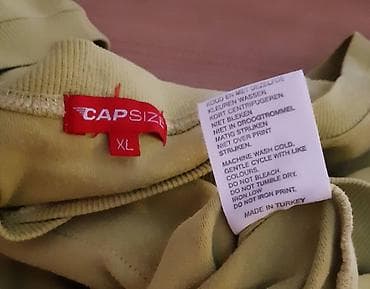 CAPSIZE
XL
KOUD EN MET DEZELFDE
KLEUREN WASSEN.
KORT CENTRIFUGEREN.
NIET BLEKEN
NIET IN DROOGTROMMEL
MATIG STRIJKEN
NIET OVER PRINT
STRIJKEN.
MACHINE WASH COLD.
GENTLE CYCLE WITH LIKE
COLOURS.
DO NOT BLEACH
DO NOT TUMBLE DRY.
IRON LOW
DO NOT IRON PRINT.
MADE IN TURKEY